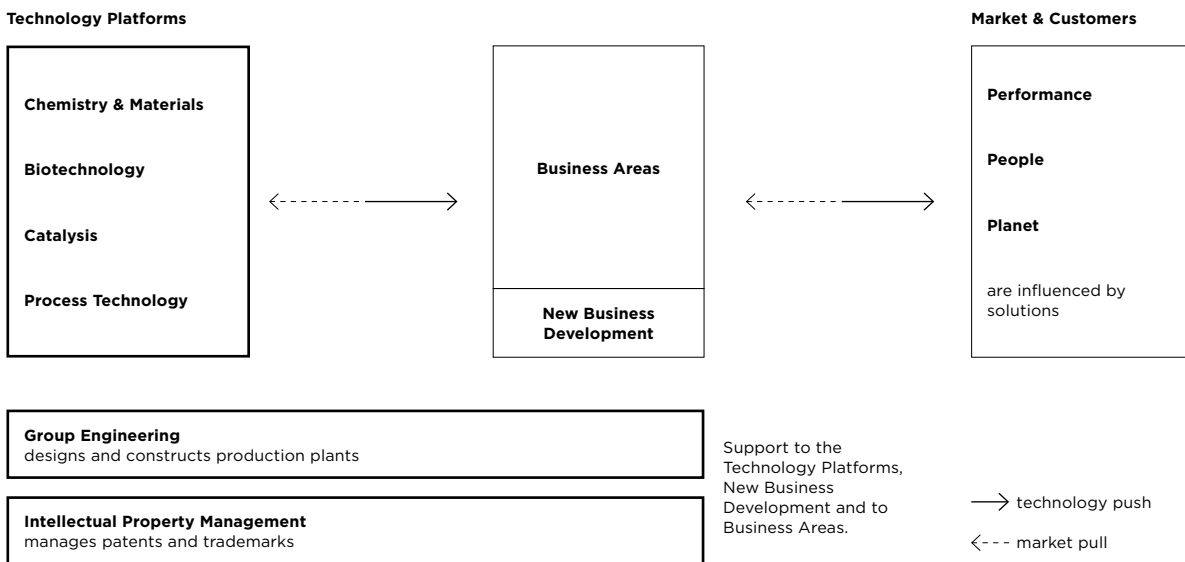 Technology Platforms
Chemistry & Materials
Biotechnology
Catalysis
Process Technology
Business Areas
New Business
Development
Market & Customers
Performance
People
Planet
are influenced by
solutions
Group Engineering
designs and constructs production plants
Intellectual Property Management
manages patents and trademarks
Support to the
Technology Platforms,
New Business
Development and to
Business Areas.
technology push
market pull